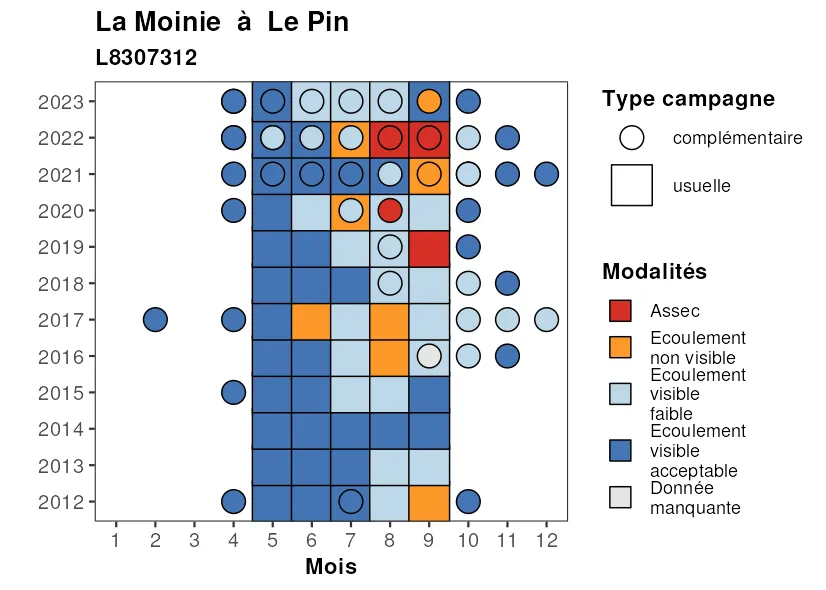 La Moinie à Le Pin
L8307312
2023
2022
2021
2020
2019
2018
2017
2016
2015
2014
2013
2012
1 2 3 4 5 6 7 8 9 10 11 12
Mois
Type campagne
complémentaire
usuelle
Modalités
Assec
Ecoulement
non visible
Ecoulement
visible
faible
Ecoulement
visible
acceptable
Donnée
manquante